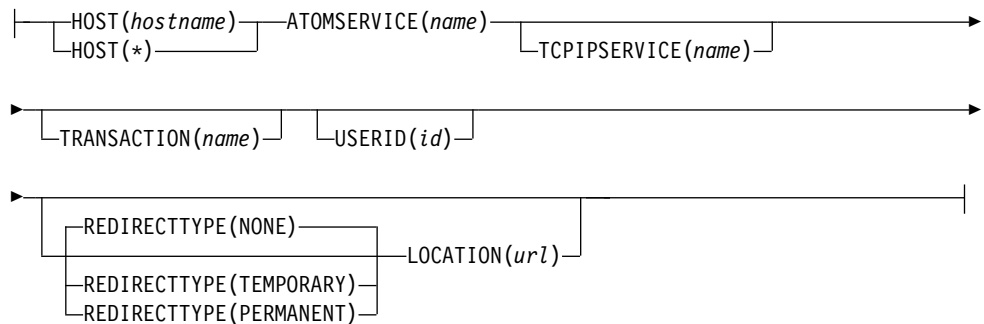 HOST(hostname) ATOMSERVICE(name)
HOST(*) TCPIPSERVICE(name)
TRANSACTION(name) USERID(id)
REDIRECTTYPE(NONE)
LOCATION(url)
REDIRECTTYPE(TEMPORARY)
REDIRECTTYPE(PERMANENT)